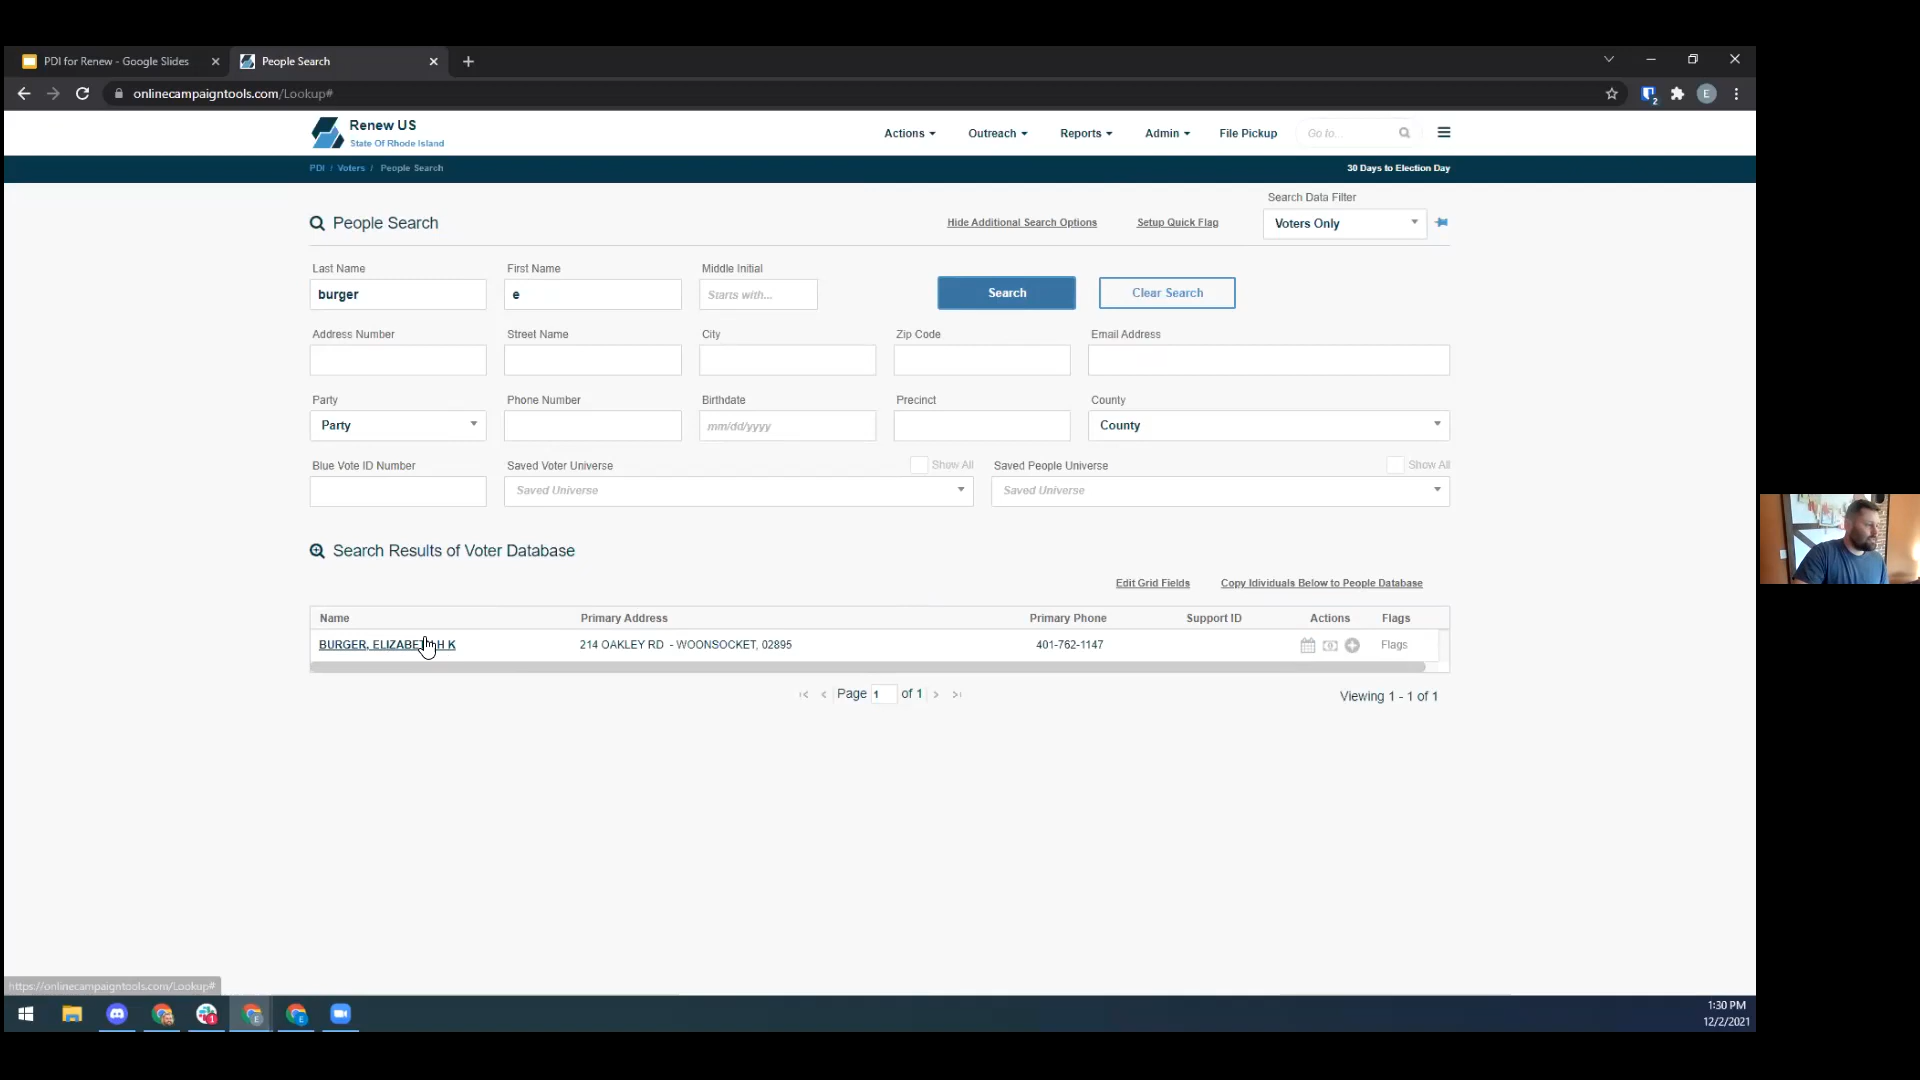 PDI for Renew - Google Slides
People Search
onlinecampaigntools.com/Lookup#
2
E
Renew US
State Of Rhode Island
Actions
Outreach
Reports
Admin
File Pickup
Go to...
PDI / Voters / People Search
30 Days to Election Day
People Search
Hide Additional Search Options
Setup Quick Flag
Search Data Filter
Voters Only
Last Name
First Name
Middle Initial
burger
e
Starts with...
Search
Clear Search
Address Number
Street Name
City
Zip Code
Email Address
Party
Phone Number
Birthdate
Precinct
County
Party
mm/dd/yyyy
County
Blue Vote ID Number
Saved Voter Universe
Show All
Saved People Universe
Show All
Saved Universe
Saved Universe
Search Results of Voter Database
Edit Grid Fields
Copy Idividuals Below to People Database
Name
Primary Address
Primary Phone
Support ID
Actions
Flags
BURGER, ELIZABETH K
214 OAKLEY RD - WOONSOCKET, 02895
401-762-1147
Flags
Page 1 of 1
Viewing 1 - 1 of 1
https://onlinecampaigntools.com/Lookup#
1
E
E
1:30 PM
12/2/2021